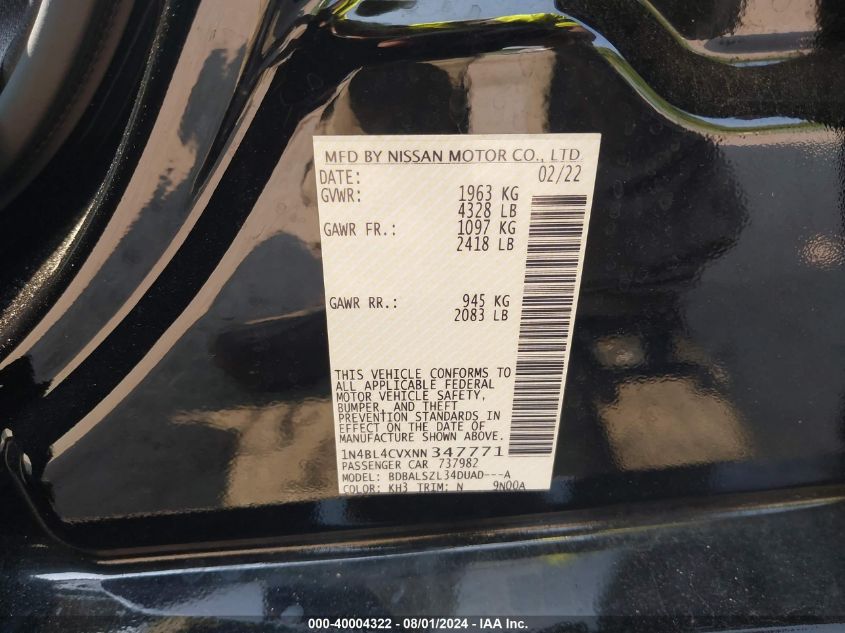 MFD BY NISSAN MOTOR CO., LTD
DATE: 02/22
GVWR: 1963 KG
4328 LB
GAWR FR.: 1097 KG
2418 LB
GAWR RR.: 945 KG
2083 LB
THIS VEHICLE CONFORMS TO
ALL APPLICABLE FEDERAL
MOTOR VEHICLE SAFETY,
BUMPER, AND THEFT
PREVENTION STANDARDS IN
EFFECT ON THE DATE OF
MANUFACTURE SHOWN ABOVE.
1N4BL4CVXNN 347771
PASSENGER CAR 737982
MODEL: BDBALSZL34DUAD---A
COLOR: KH3 TRIM: N 9N00A
000-40004322 - 08/01/2024 - IAA Inc.